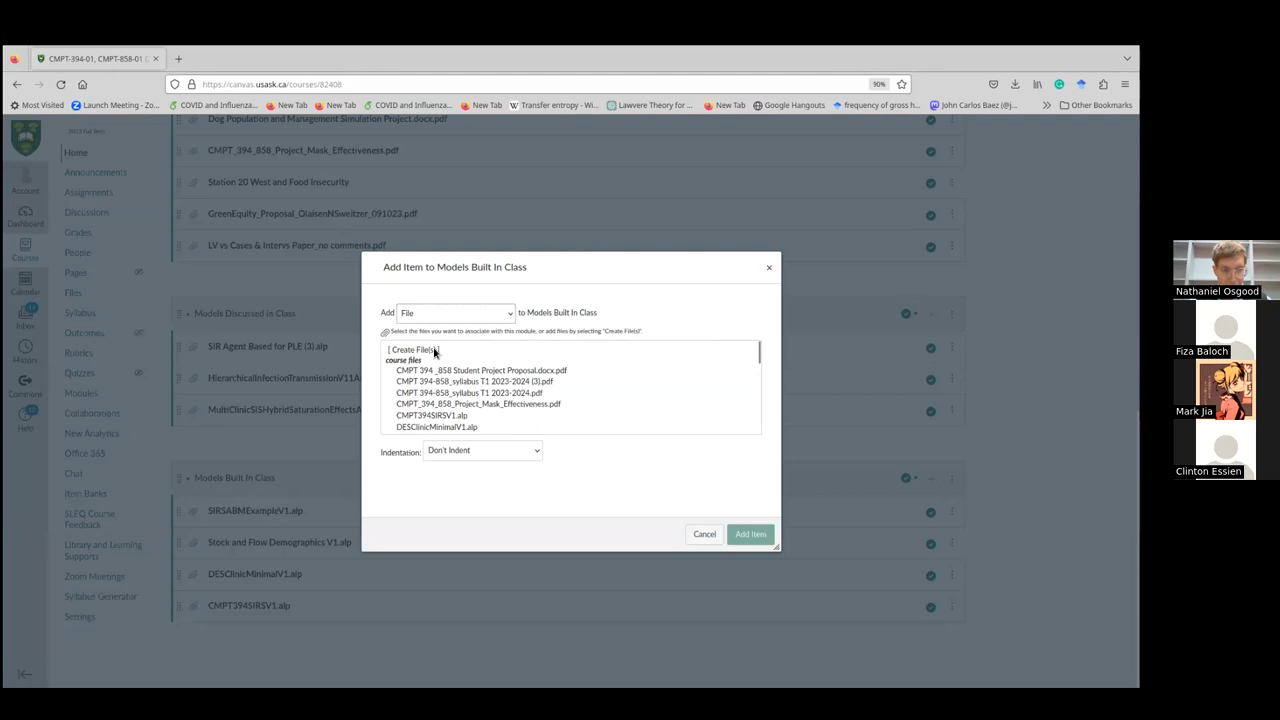 CMPT-394-01, CMPT-858-01 (
https://canvas.usask.ca/courses/82408
90%
Most Visited
Launch Meeting - Zo...
COVID and Influenza...
New Tab
New Tab
COVID and Influenza...
New Tab
Transfer entropy - Wi...
Lawvere Theory for ...
New Tab
Google Hangouts
frequency of gross h...
John Carlos Baez (@j...
Other Bookmarks
Account
Dashboard
Courses
Calendar
Inbox
History
Commons
Help
Home
Announcements
Assignments
Discussions
Grades
People
Pages
Files
Syllabus
Outcomes
Rubrics
Quizzes
Modules
Collaborations
New Analytics
Office 365
Chat
Item Banks
SLEQ Course
Feedback
Library and Learning
Supports
Zoom Meetings
Syllabus Generator
Settings
Dog Population and Management Simulation Project.docx.pdf
CMPT_394_858_Project_Mask_Effectiveness.pdf
Station 20 West and Food Insecurity
GreenEquity_Proposal_OlaisenNSweitzer_091023.pdf
LV vs Cases & Intervs Paper_no comments.pdf
Models Discussed in Class
SIR Agent Based for PLE (3).alp
HierarchicalInfectionTransmissionV11A
MultiClinicSISHybridSaturationEffectsA
Models Built In Class
SIRSABMExampleV1.alp
Stock and Flow Demographics V1.alp
DESClinicMinimalV1.alp
CMPT394SIRSV1.alp
Add Item to Models Built In Class
×
Add File to Models Built In Class
Select the files you want to associate with this module, or add files by selecting "Create File(s)".
[ Create File(s) ]
course files
CMPT 394 _858 Student Project Proposal.docx.pdf
CMPT 394-858_syllabus T1 2023-2024 (3).pdf
CMPT 394-858_syllabus T1 2023-2024.pdf
CMPT_394_858_Project_Mask_Effectiveness.pdf
CMPT394SIRSV1.alp
DESClinicMinimalV1.alp
Indentation: Don't Indent
Cancel
Add Item
Nathaniel Osgood
Fiza Baloch
Mark Jia
Clinton Essien